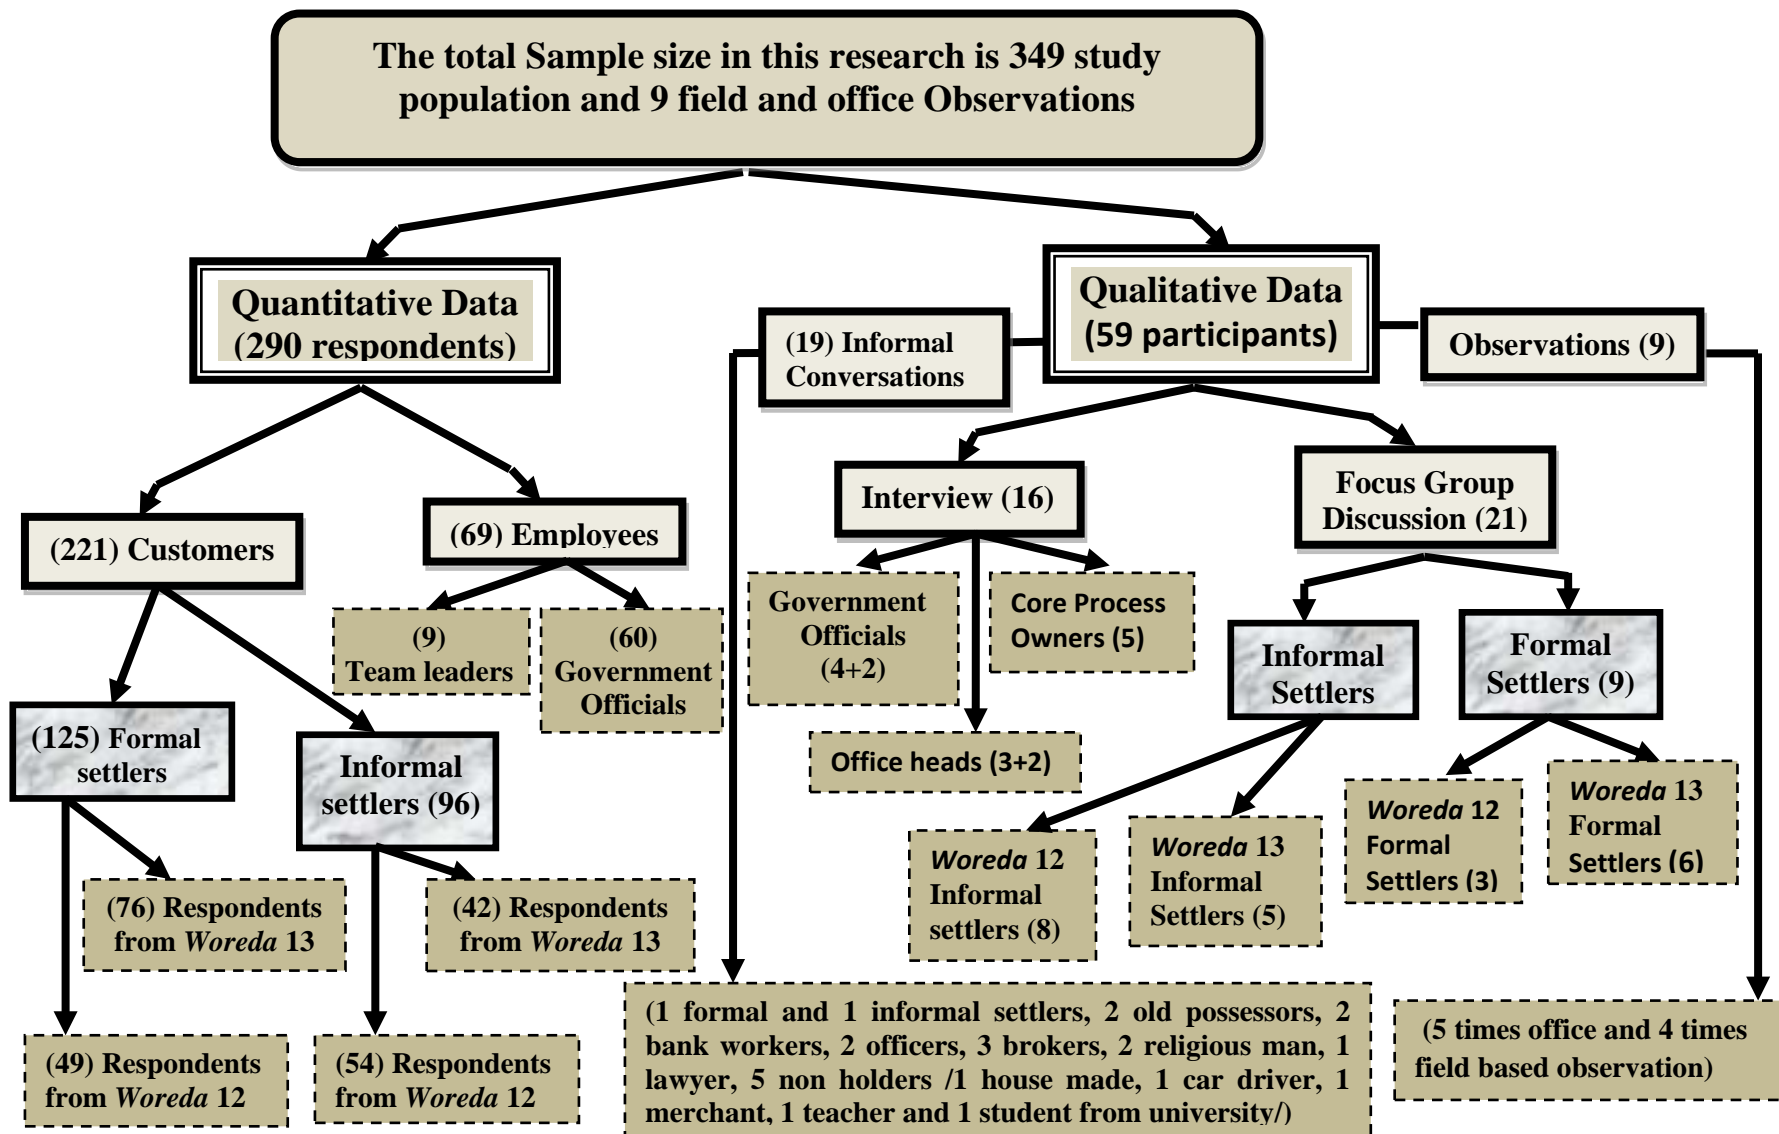 The total Sample size in this research is 349 study
population and 9 field and office Observations
Quantitative Data
(290 respondents)
Qualitative Data
(59 participants)
(19) Informal
Conversations
Observations (9)
(221) Customers
(69) Employees
Interview (16)
Focus Group
Discussion (21)
(9)
Team leaders
(60)
Government
Officials
Government
Officials
(4+2)
Core Process
Owners (5)
Office heads (3+2)
Informal
Settlers
Formal
Settlers (9)
(125) Formal
settlers
Informal
settlers (96)
Woreda 12
Informal
settlers (8)
Woreda 13
Informal
Settlers (5)
Woreda 12
Formal
Settlers (3)
Woreda 13
Formal
Settlers (6)
(76) Respondents
from Woreda 13
(42) Respondents
from Woreda 13
(49) Respondents
from Woreda 12
(54) Respondents
from Woreda 12
(1 formal and 1 informal settlers, 2 old possessors, 2
bank workers, 2 officers, 3 brokers, 2 religious man, 1
lawyer, 5 non holders /1 house made, 1 car driver, 1
merchant, 1 teacher and 1 student from university/)
(5 times office and 4 times
field based observation)